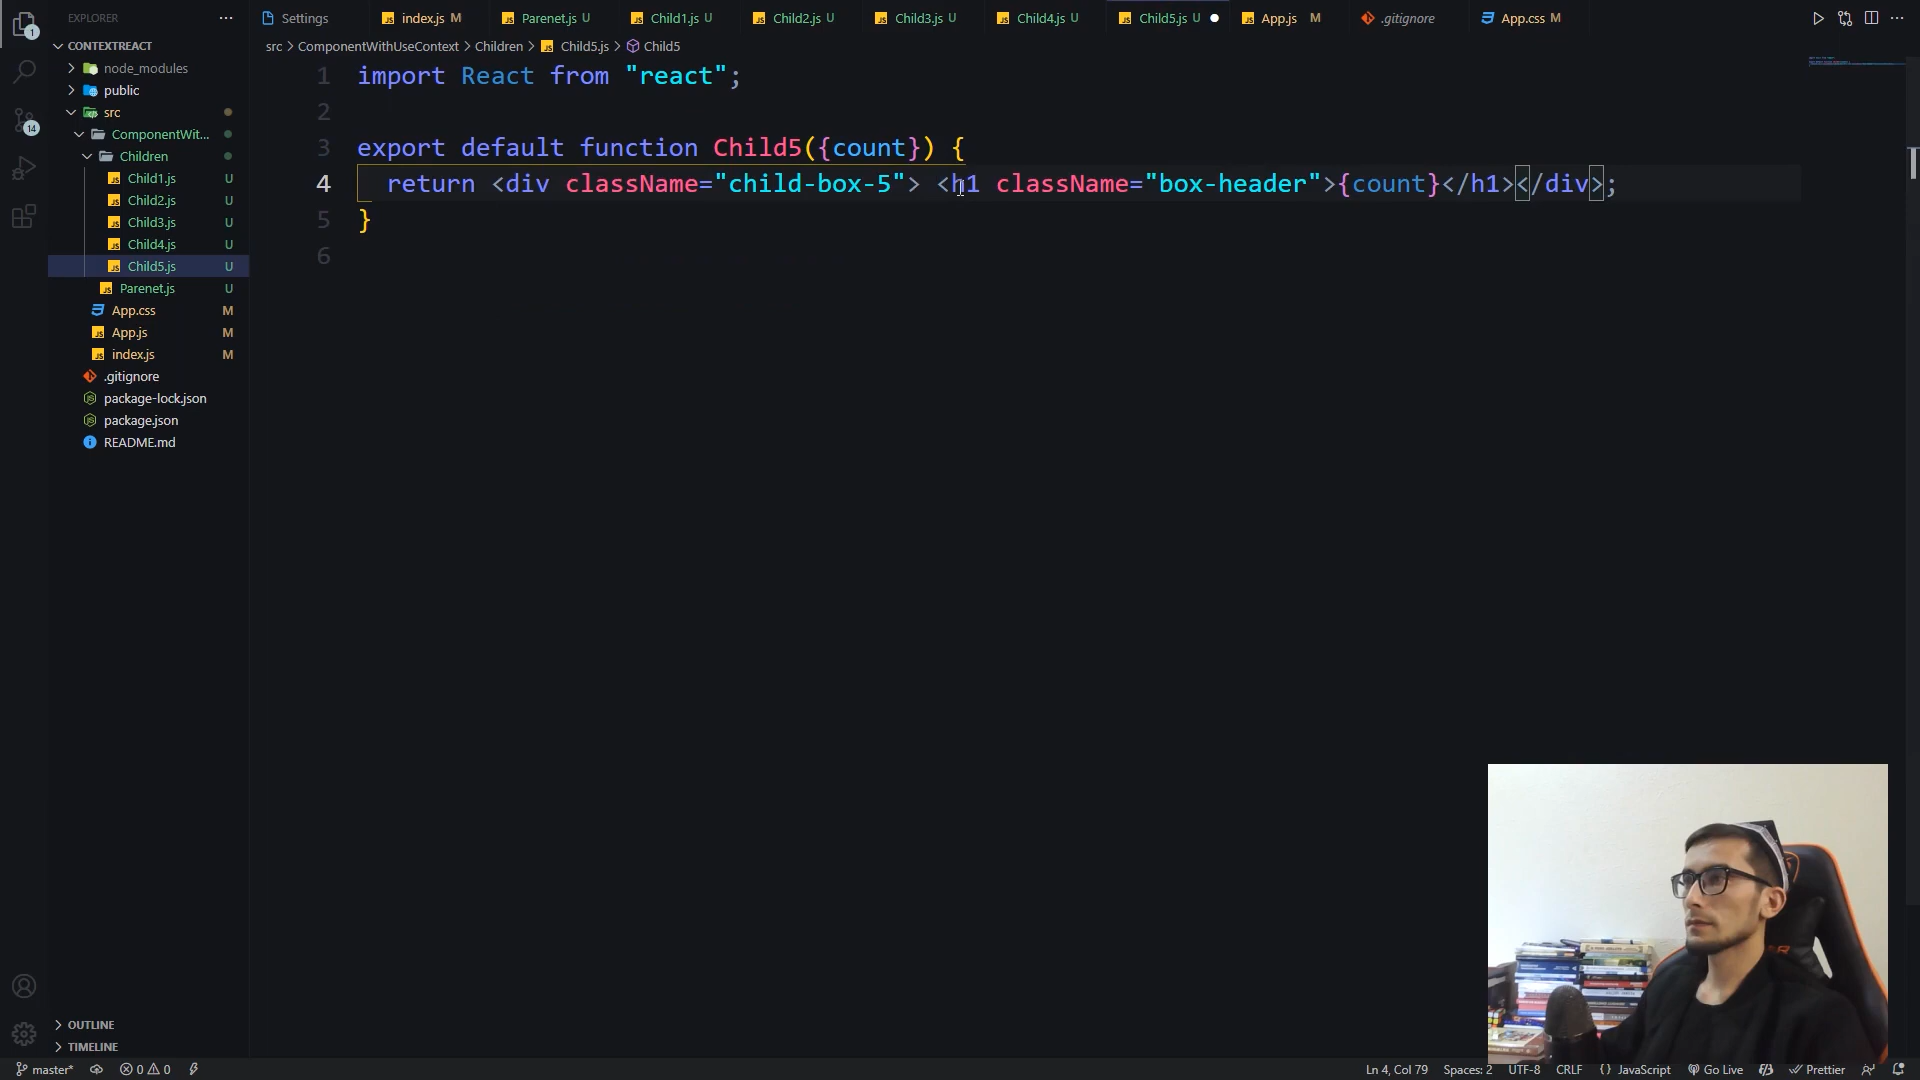 EXPLORER
Settings
index.js M
Parenet.js U
Child1.js U
Child2.js U
Child3.js U
Child4.js U
Child5.js U
App.js M
.gitignore
App.css M
CONTEXTREACT
node_modules
public
src
ComponentWit...
Children
Child1.js U
Child2.js U
Child3.js U
Child4.js U
Child5.js U
Parenet.js U
App.css M
App.js M
index.js M
.gitignore
package-lock.json
package.json
README.md
OUTLINE
TIMELINE
src > ComponentWithUseContext > Children > Child5.js > Child5
1 import React from "react";
2
3 export default function Child5({count}) {
4 return <div className="child-box-5"> <h1 className="box-header">{count}</h1></div>;
5 }
6
1
14
master* 0 0
Ln 4, Col 79 Spaces: 2 UTF-8 CRLF {} JavaScript Go Live Prettier